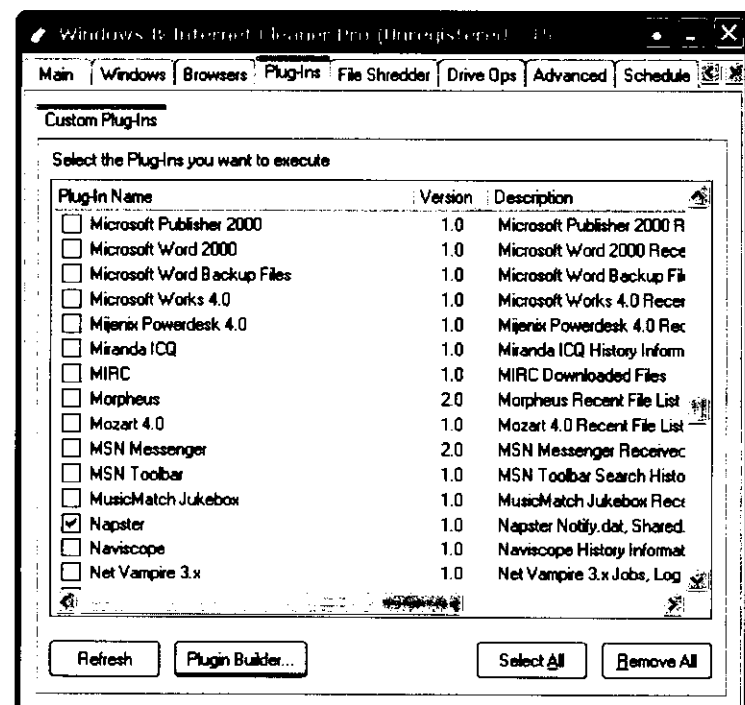 Windows & Internet Cleaner Pro (Unregistered)
Main Windows Browsers Plug-Ins File Shredder Drive Ops Advanced Schedule
Custom Plug-Ins
Select the Plug-Ins you want to execute
Plug-In Name Version Description
Microsoft Publisher 2000 1.0 Microsoft Publisher 2000 R
Microsoft Word 2000 1.0 Microsoft Word 2000 Rece
Microsoft Word Backup Files 1.0 Microsoft Word Backup Fil
Microsoft Works 4.0 1.0 Microsoft Works 4.0 Recen
Mijenix Powerdesk 4.0 1.0 Mijenix Powerdesk 4.0 Rec
Miranda ICQ 1.0 Miranda ICQ History Inform
MIRC 1.0 MIRC Downloaded Files
Morpheus 2.0 Morpheus Recent File List
Mozart 4.0 1.0 Mozart 4.0 Recent File List
MSN Messenger 2.0 MSN Messenger Received
MSN Toolbar 1.0 MSN Toolbar Search Histo
MusicMatch Jukebox 1.0 MusicMatch Jukebox Rece
Napster 1.0 Napster Notify.dat, Shared.
Naviscope 1.0 Naviscope History Informat
Net Vampire 3.x 1.0 Net Vampire 3.x Jobs, Log
Refresh Plugin Builder... Select All Remove All